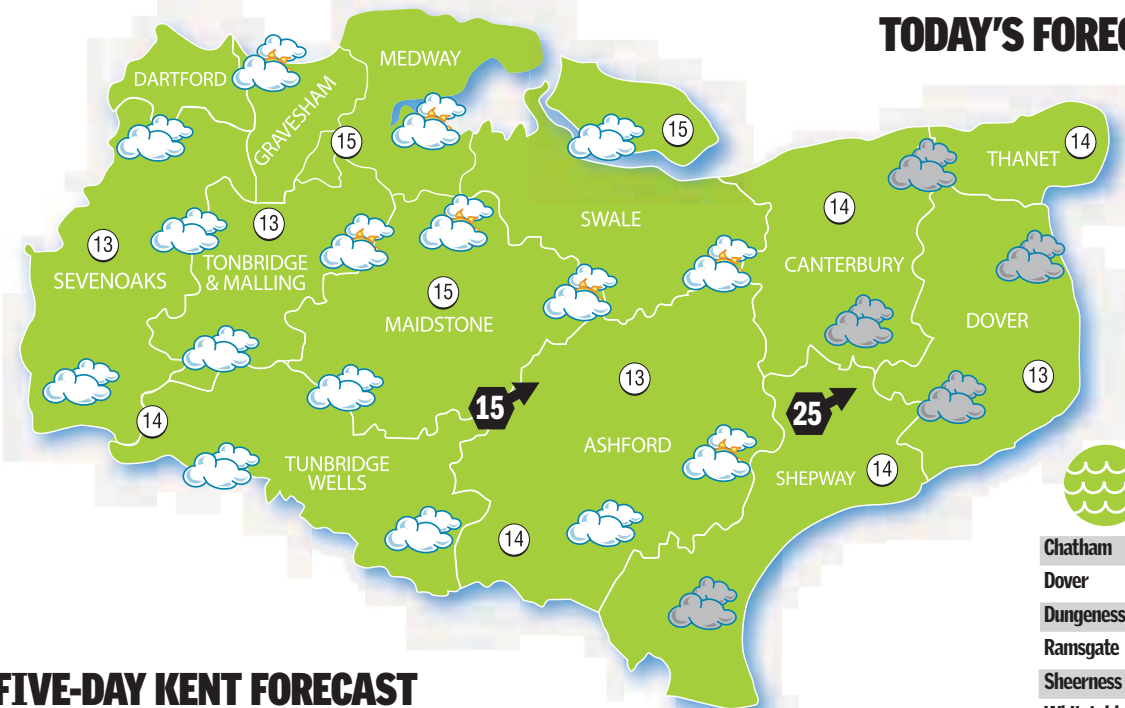 TODAY'S
MEDWAY
DARTFORD
GRAVESHAM
15
15
14
THANET
13
14
SWALE
13
SEVENOAKS
TONBRIDGE
& MALLING
CANTERBURY
15
MAIDSTONE
DOVER
13
13
15
25
14
ASHFORD
TUNBRIDGE
WELLS
SHEPWAY
14
14
Chatham
Dover
Dungeness
Ramsgate
Sheerness
FIVE-DAY KENT FORECAST